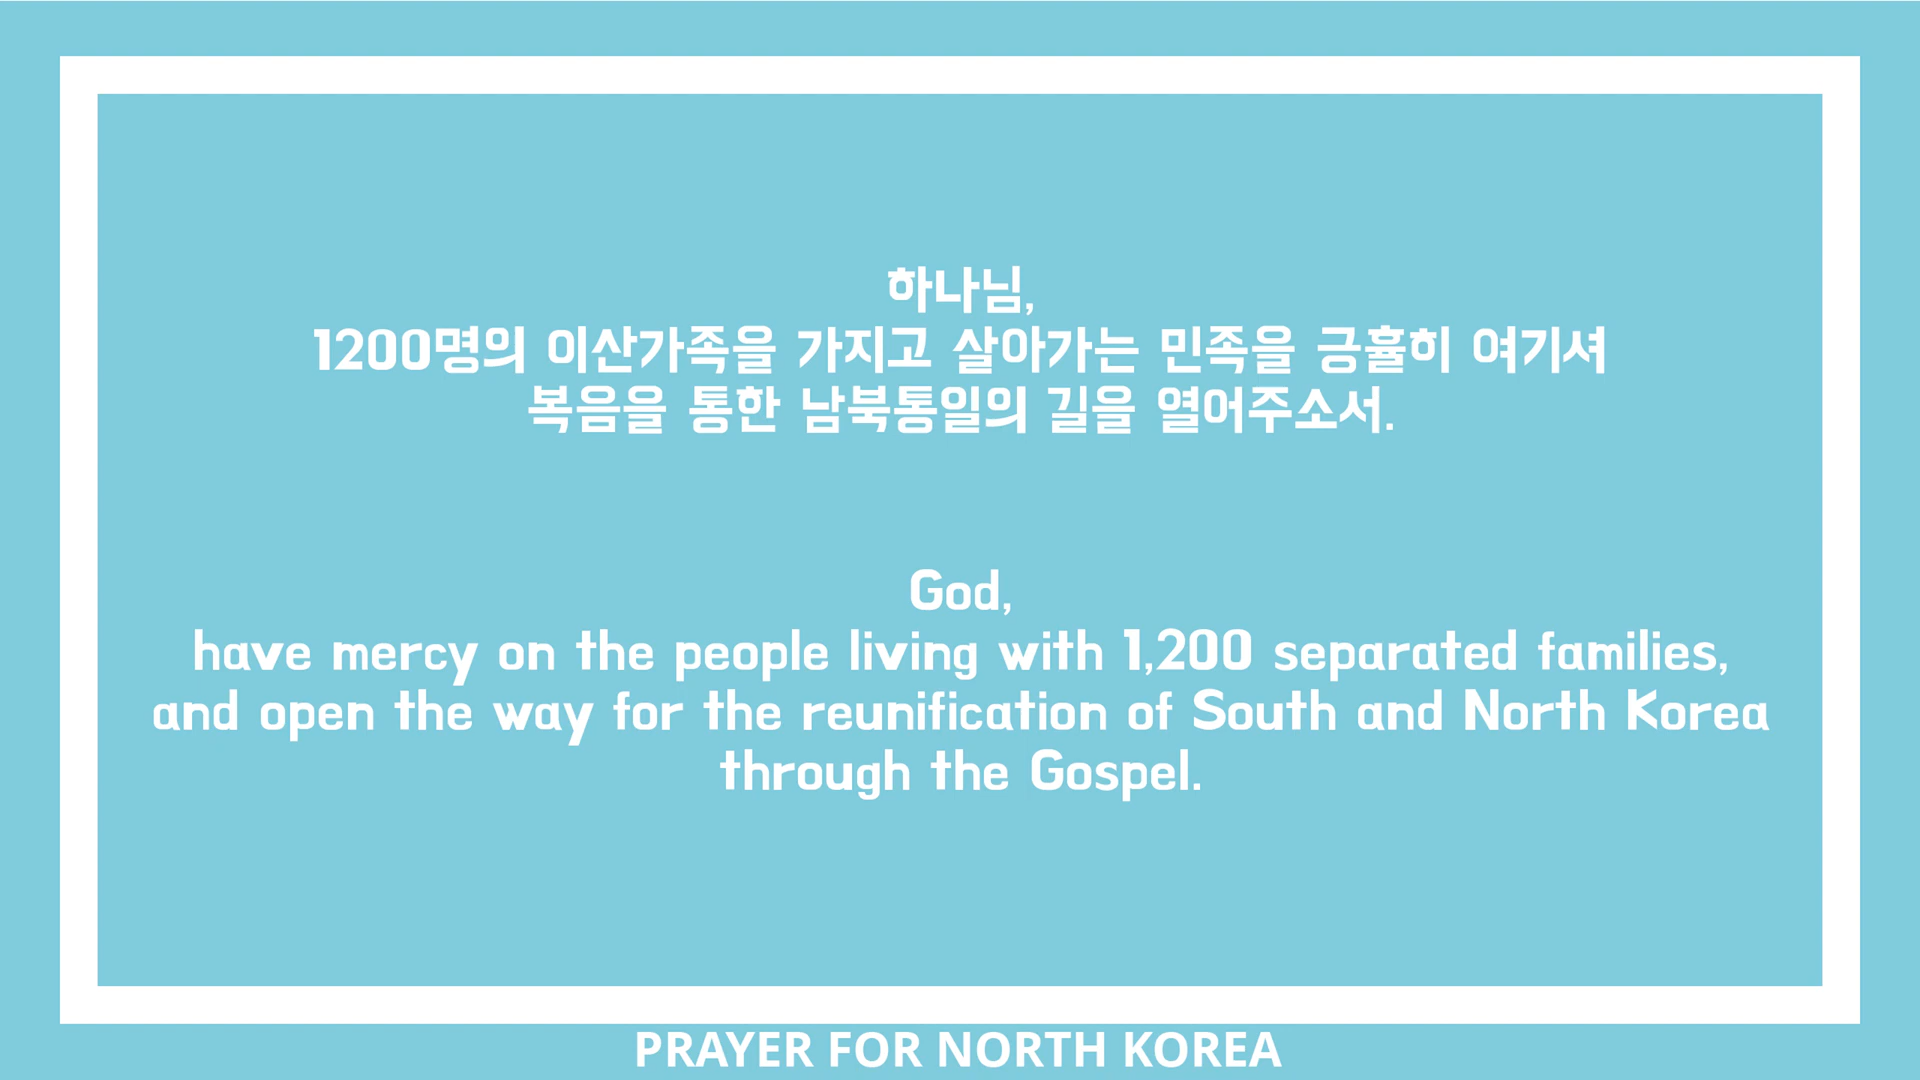 하나님,
1200명의 이산가족을 가지고 살아가는 민족을 긍휼히 여기셔
복음을 통한 남북통일의 길을 열어주소서.
God,
have mercy on the people living with 1,200 separated families,
and open the way for the reunification of South and North Korea
through the Gospel.
PRAYER FOR NORTH KOREA